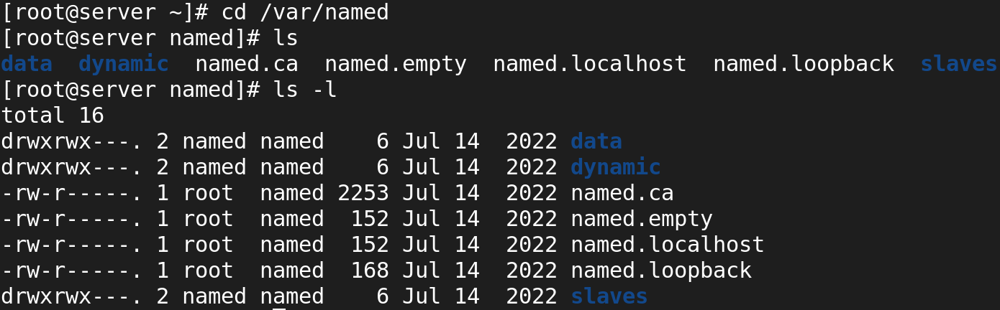 [root@server ~]# cd /var/named
[root@server named]# ls
data  dynamic  named.ca  named.empty  named.localhost  named.loopback  slaves
[root@server named]# ls -l
total 16
drwxrwx---. 2 named named    6 Jul 14  2022 data
drwxrwx---. 2 named named    6 Jul 14  2022 dynamic
-rw-r-----. 1 root  named 2253 Jul 14  2022 named.ca
-rw-r-----. 1 root  named  152 Jul 14  2022 named.empty
-rw-r-----. 1 root  named  152 Jul 14  2022 named.localhost
-rw-r-----. 1 root  named  168 Jul 14  2022 named.loopback
drwxrwx---. 2 named named    6 Jul 14  2022 slaves